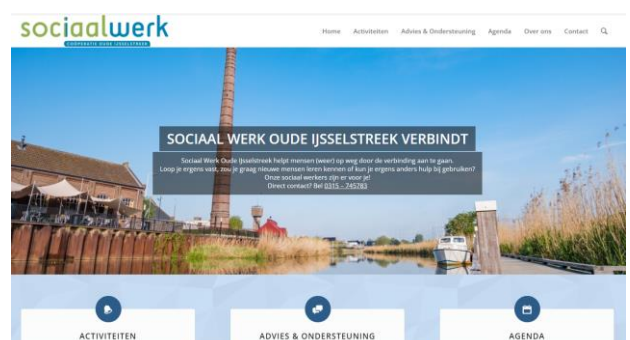 sociaalwerk
COÖPERATIE OUDE IJSSELSTREEK
Home Activiteiten Advies & Ondersteuning Agenda Over ons Contact
SOCIAAL WERK OUDE IJSSELSTREEK VERBINDT
Sociaal Werk Oude IJsselstreek helpt mensen (weer) op weg door de verbinding aan te gaan.
Loop je ergens vast, zou je graag nieuwe mensen leren kennen of kun je ergens anders hulp bij gebruiken?
Onze sociaal werkers zijn er voor je!
Direct contact? Bel 0315 – 745783
ACTIVITEITEN ADVIES & ONDERSTEUNING AGENDA